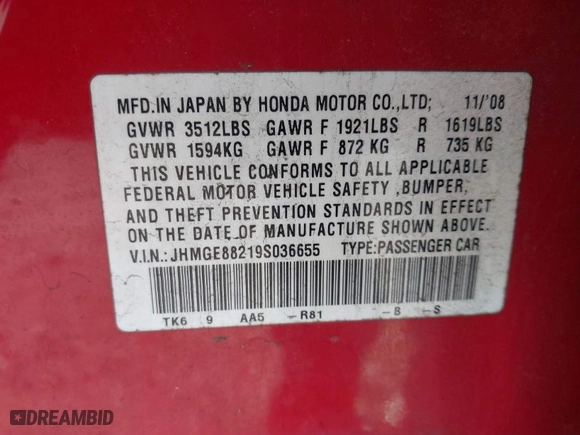 MFD.IN JAPAN BY HONDA MOTOR CO.,LTD; 11/'08
GVWR 3512LBS GAWR F 1921LBS R 1619LBS
GVWR 1594KG GAWR F 872 KG R 735 KG
THIS VEHICLE CONFORMS TO ALL APPLICABLE
FEDERAL MOTOR VEHICLE SAFETY ,BUMPER,
AND THEFT PREVENTION STANDARDS IN EFFECT
ON THE DATE OF MANUFACTURE SHOWN ABOVE.
V.I.N.: JHMGE88219S036655 TYPE:PASSENGER CAR
TK6 9 AA5 -R81 -B -S
DREAMBID